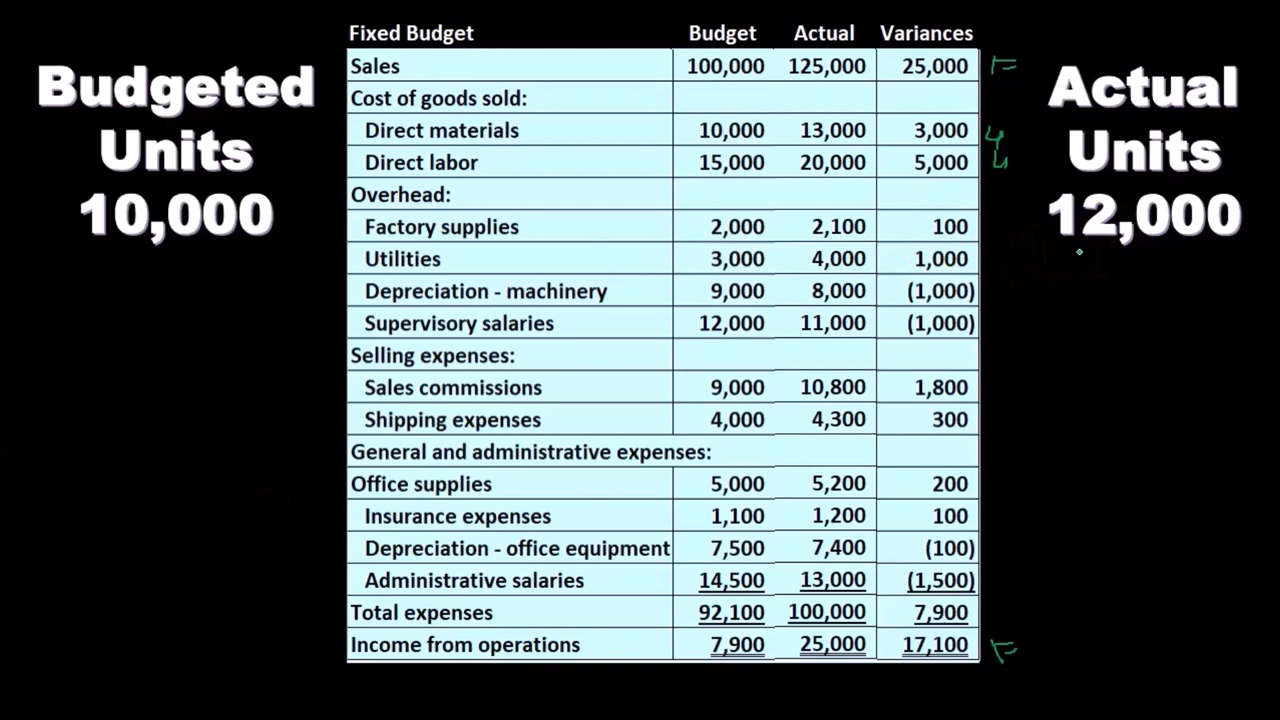 Budgeted
Units
10,000
Fixed Budget Budget Actual Variances
Sales 100,000 125,000 25,000 F
Cost of goods sold:
Direct materials 10,000 13,000 3,000
Direct labor 15,000 20,000 5,000
Overhead:
Factory supplies 2,000 2,100 100
Utilities 3,000 4,000 1,000
Depreciation - machinery 9,000 8,000 (1,000)
Supervisory salaries 12,000 11,000 (1,000)
Selling expenses:
Sales commissions 9,000 10,800 1,800
Shipping expenses 4,000 4,300 300
General and administrative expenses:
Office supplies 5,000 5,200 200
Insurance expenses 1,100 1,200 100
Depreciation - office equipment 7,500 7,400 (100)
Administrative salaries 14,500 13,000 (1,500)
Total expenses 92,100 100,000 7,900
Income from operations 7,900 25,000 17,100 F
Actual
Units
12,000